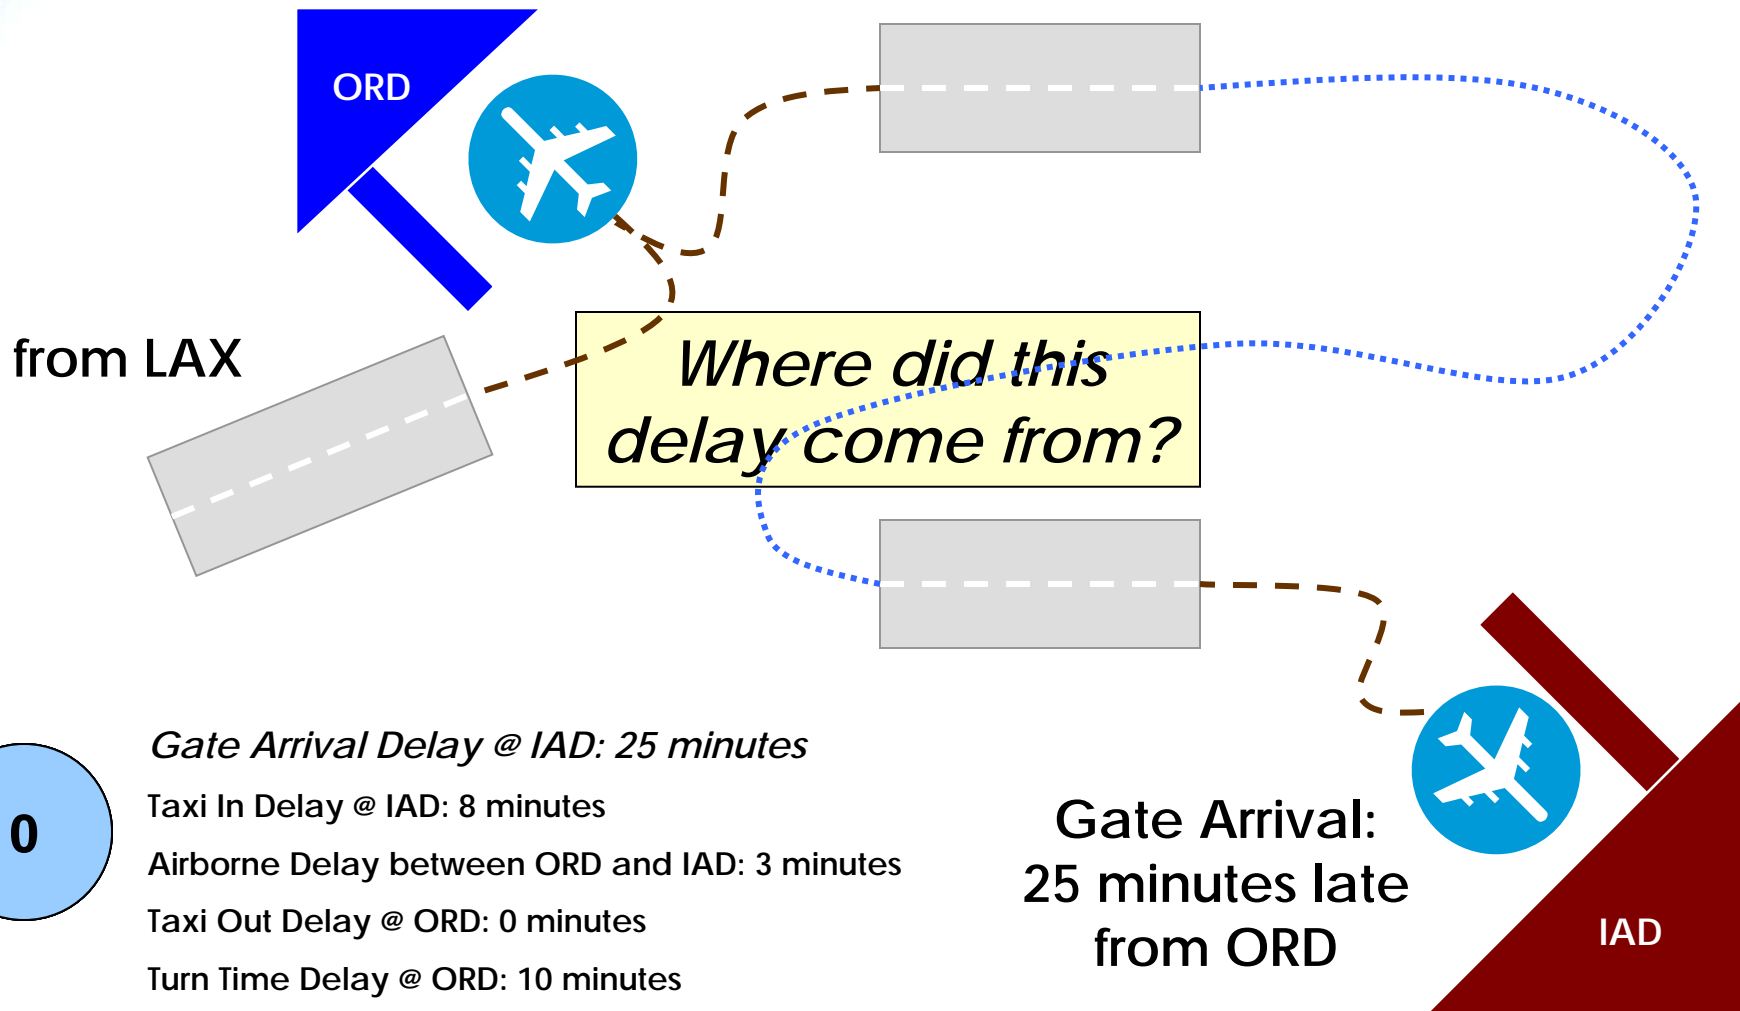 ORD
from LAX
Where did this
delay come from?
Gate Arrival Delay @ IAD: 25 minutes
Taxi In Delay @ IAD: 8 minutes
Airborne Delay between ORD and IAD: 3 minutes
Taxi Out Delay @ ORD: 0 minutes
Turn Time Delay @ ORD: 10 minutes
0
Gate Arrival:
25 minutes late
from ORD
IAD